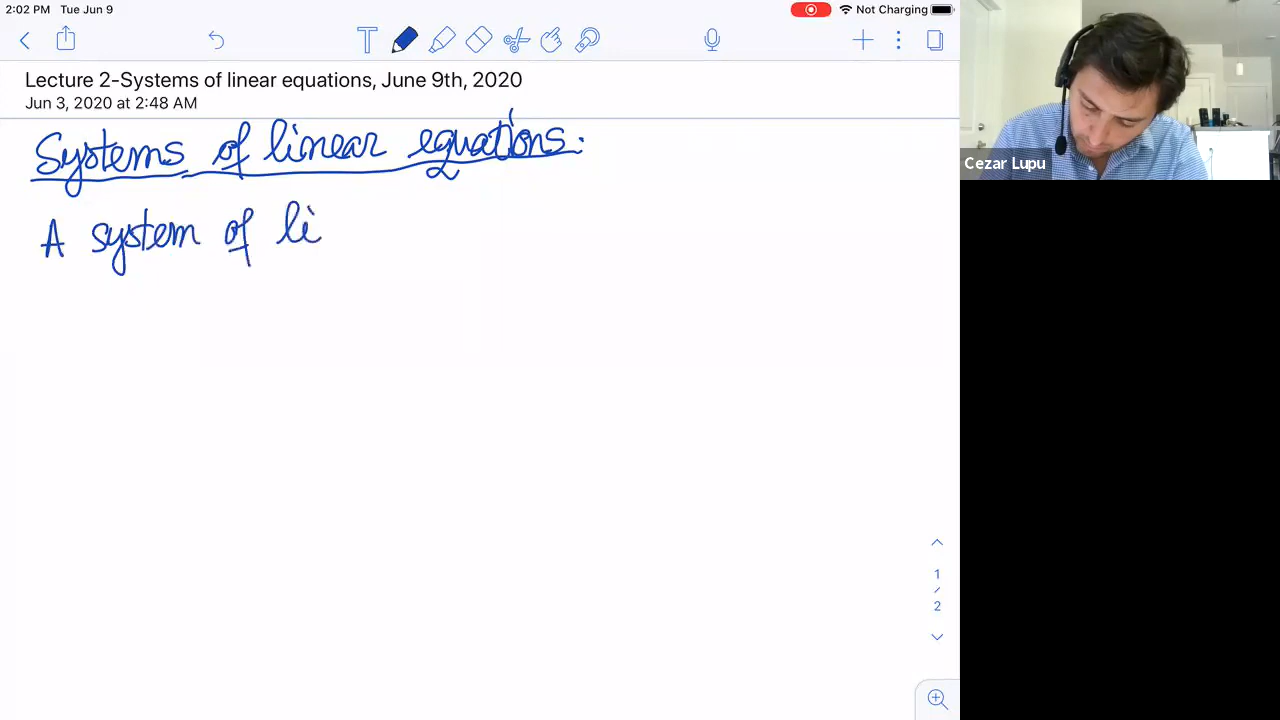 2:02 PM Tue Jun 9
Not Charging
Lecture 2-Systems of linear equations, June 9th, 2020
Jun 3, 2020 at 2:48 AM
Systems of linear equations.
A system of li
Cezar Lupu
1
/
2